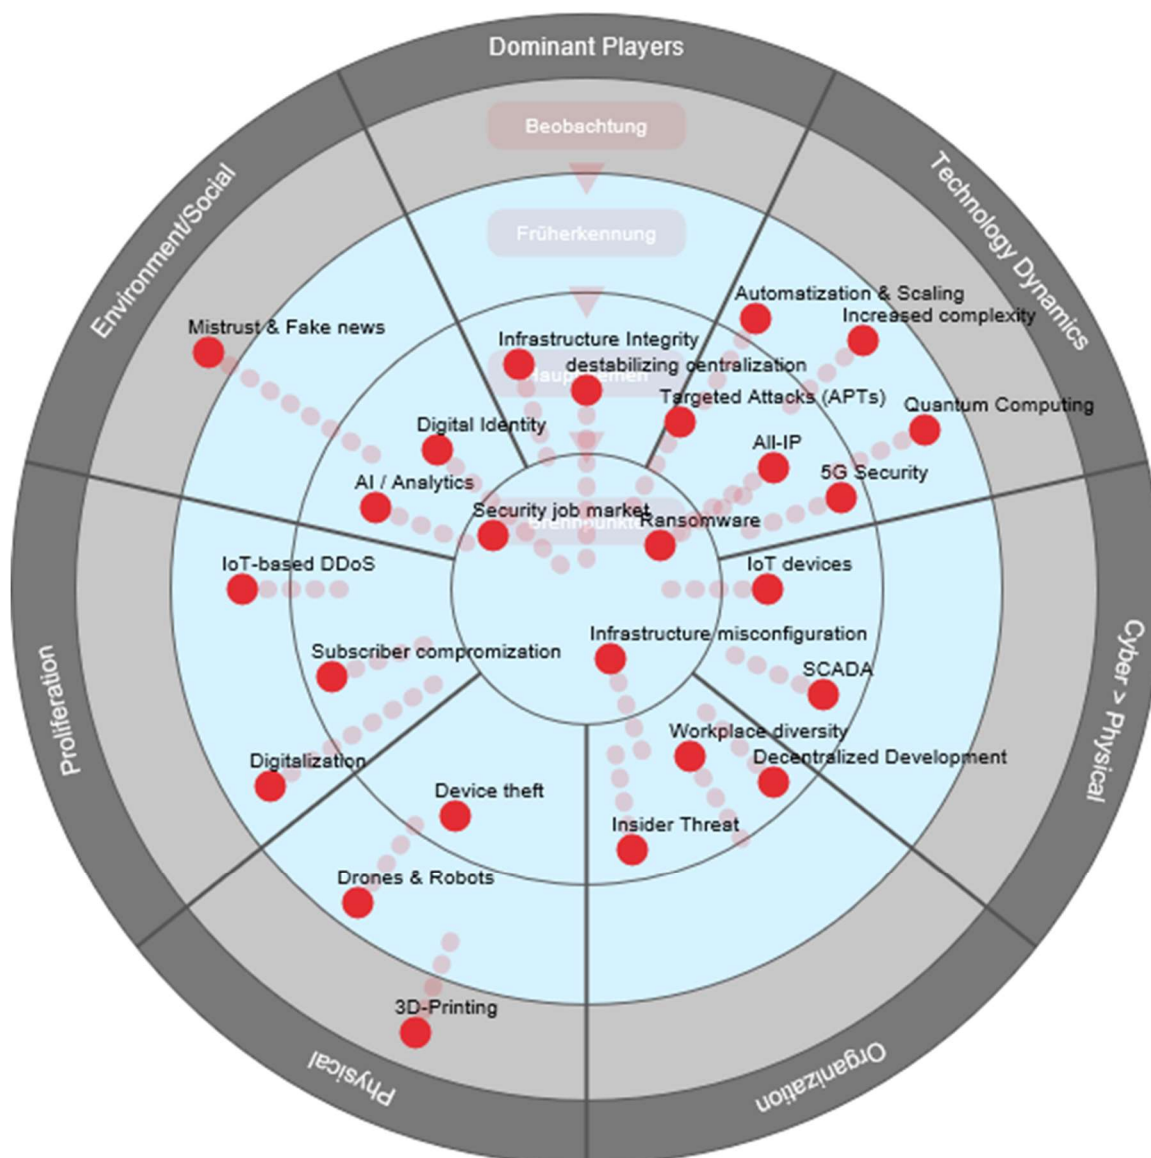 Dominant Players
Beobachtung
Technology Dynamics
Environment/Social
Früherkennung
Automatization & Scaling
Increased complexity
Mistrust & Fake news
Infrastructure Integrity
destabilizing centralization
Targeted Attacks (APTs)
Quantum Computing
Digital Identity
All-IP
5G Security
AI / Analytics
Security job market
Ransomware
IoT-based DDoS
IoT devices
Infrastructure misconfiguration
Subscriber compromization
SCADA
Cyber > Physical
Proliferation
Workplace diversity
Decentralized Development
Digitalization
Device theft
Insider Threat
Drones & Robots
3D-Printing
Physical
Organization